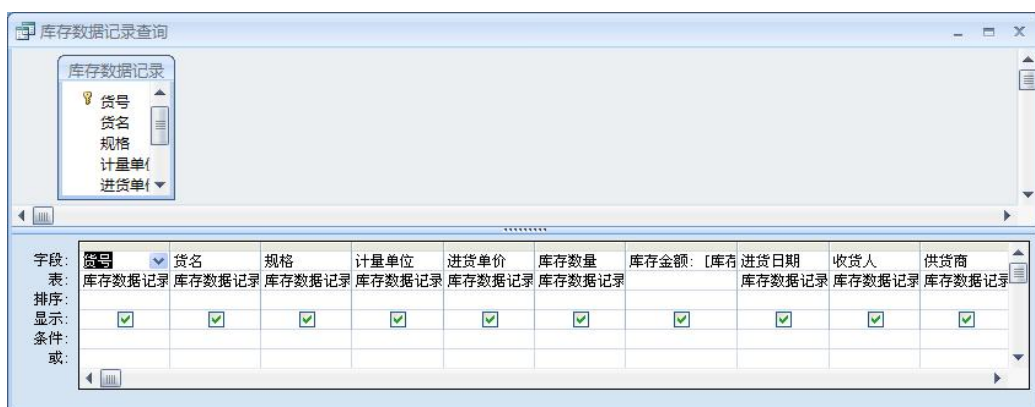 库存数据记录查询
库存数据记录
货号
货名
规格
计量单
进货单
字段: 货号 货名 规格 计量单位 进货单价 库存数量 库存金额: [库存 进货日期 收货人 供货商
表: 库存数据记录 库存数据记录 库存数据记录 库存数据记录 库存数据记录 库存数据记录 库存数据记录 库存数据记录 库存数据记录
排序:
显示:
条件:
或: